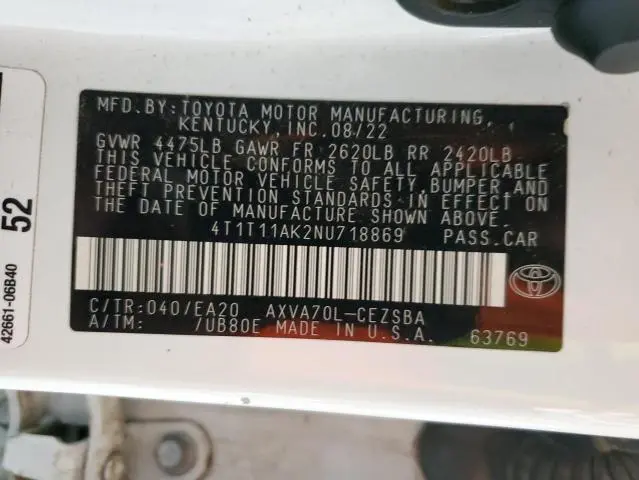 MFD. BY: TOYOTA MOTOR MANUFACTURING,
KENTUCKY, INC. 08/22
GVWR 4475LB GAWR FR 2620LB RR 2420LB
THIS VEHICLE CONFORMS TO ALL APPLICABLE
FEDERAL MOTOR VEHICLE SAFETY, BUMPER AND
THEFT PREVENTION STANDARDS IN EFFECT ON
THE DATE OF MANUFACTURE SHOWN ABOVE.
4T1T11AK2NU718869 PASS. CAR
C/TR: 040/EA20 AXVA70L-CEZSBA
A/TM: /UB80E MADE IN U.S.A. 63769
52
42661-06B40